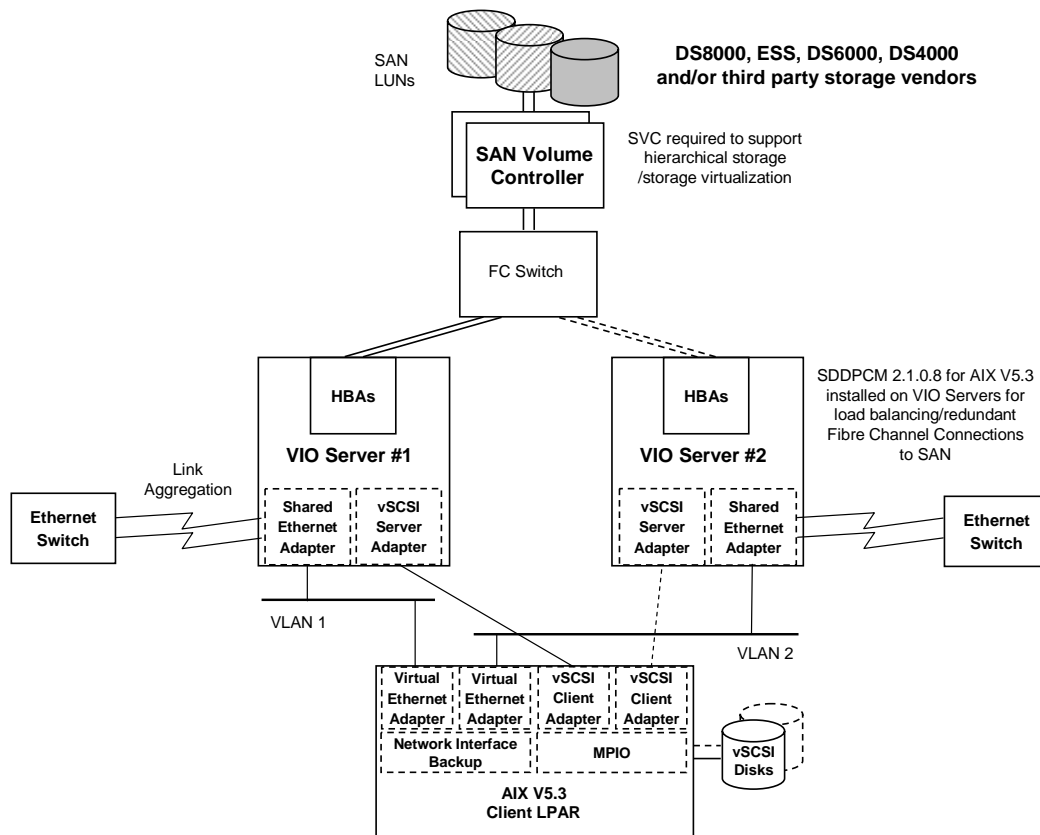 SAN
LUNs
DS8000, ESS, DS6000, DS4000
and/or third party storage vendors
SAN Volume
Controller
SVC required to support
hierarchical storage
/storage virtualization
FC Switch
HBAs
VIO Server #1
HBAs
VIO Server #2
SDDPCM 2.1.0.8 for AIX V5.3
installed on VIO Servers for
load balancing/redundant
Fibre Channel Connections
to SAN
Link
Aggregation
Ethernet
Switch
Shared
Ethernet
Adapter
vSCSI
Server
Adapter
vSCSI
Server
Adapter
Shared
Ethernet
Adapter
Ethernet
Switch
VLAN 1
VLAN 2
Virtual
Ethernet
Adapter
Virtual
Ethernet
Adapter
vSCSI
Client
Adapter
vSCSI
Client
Adapter
Network Interface
Backup
MPIO
vSCSI
Disks
AIX V5.3
Client LPAR